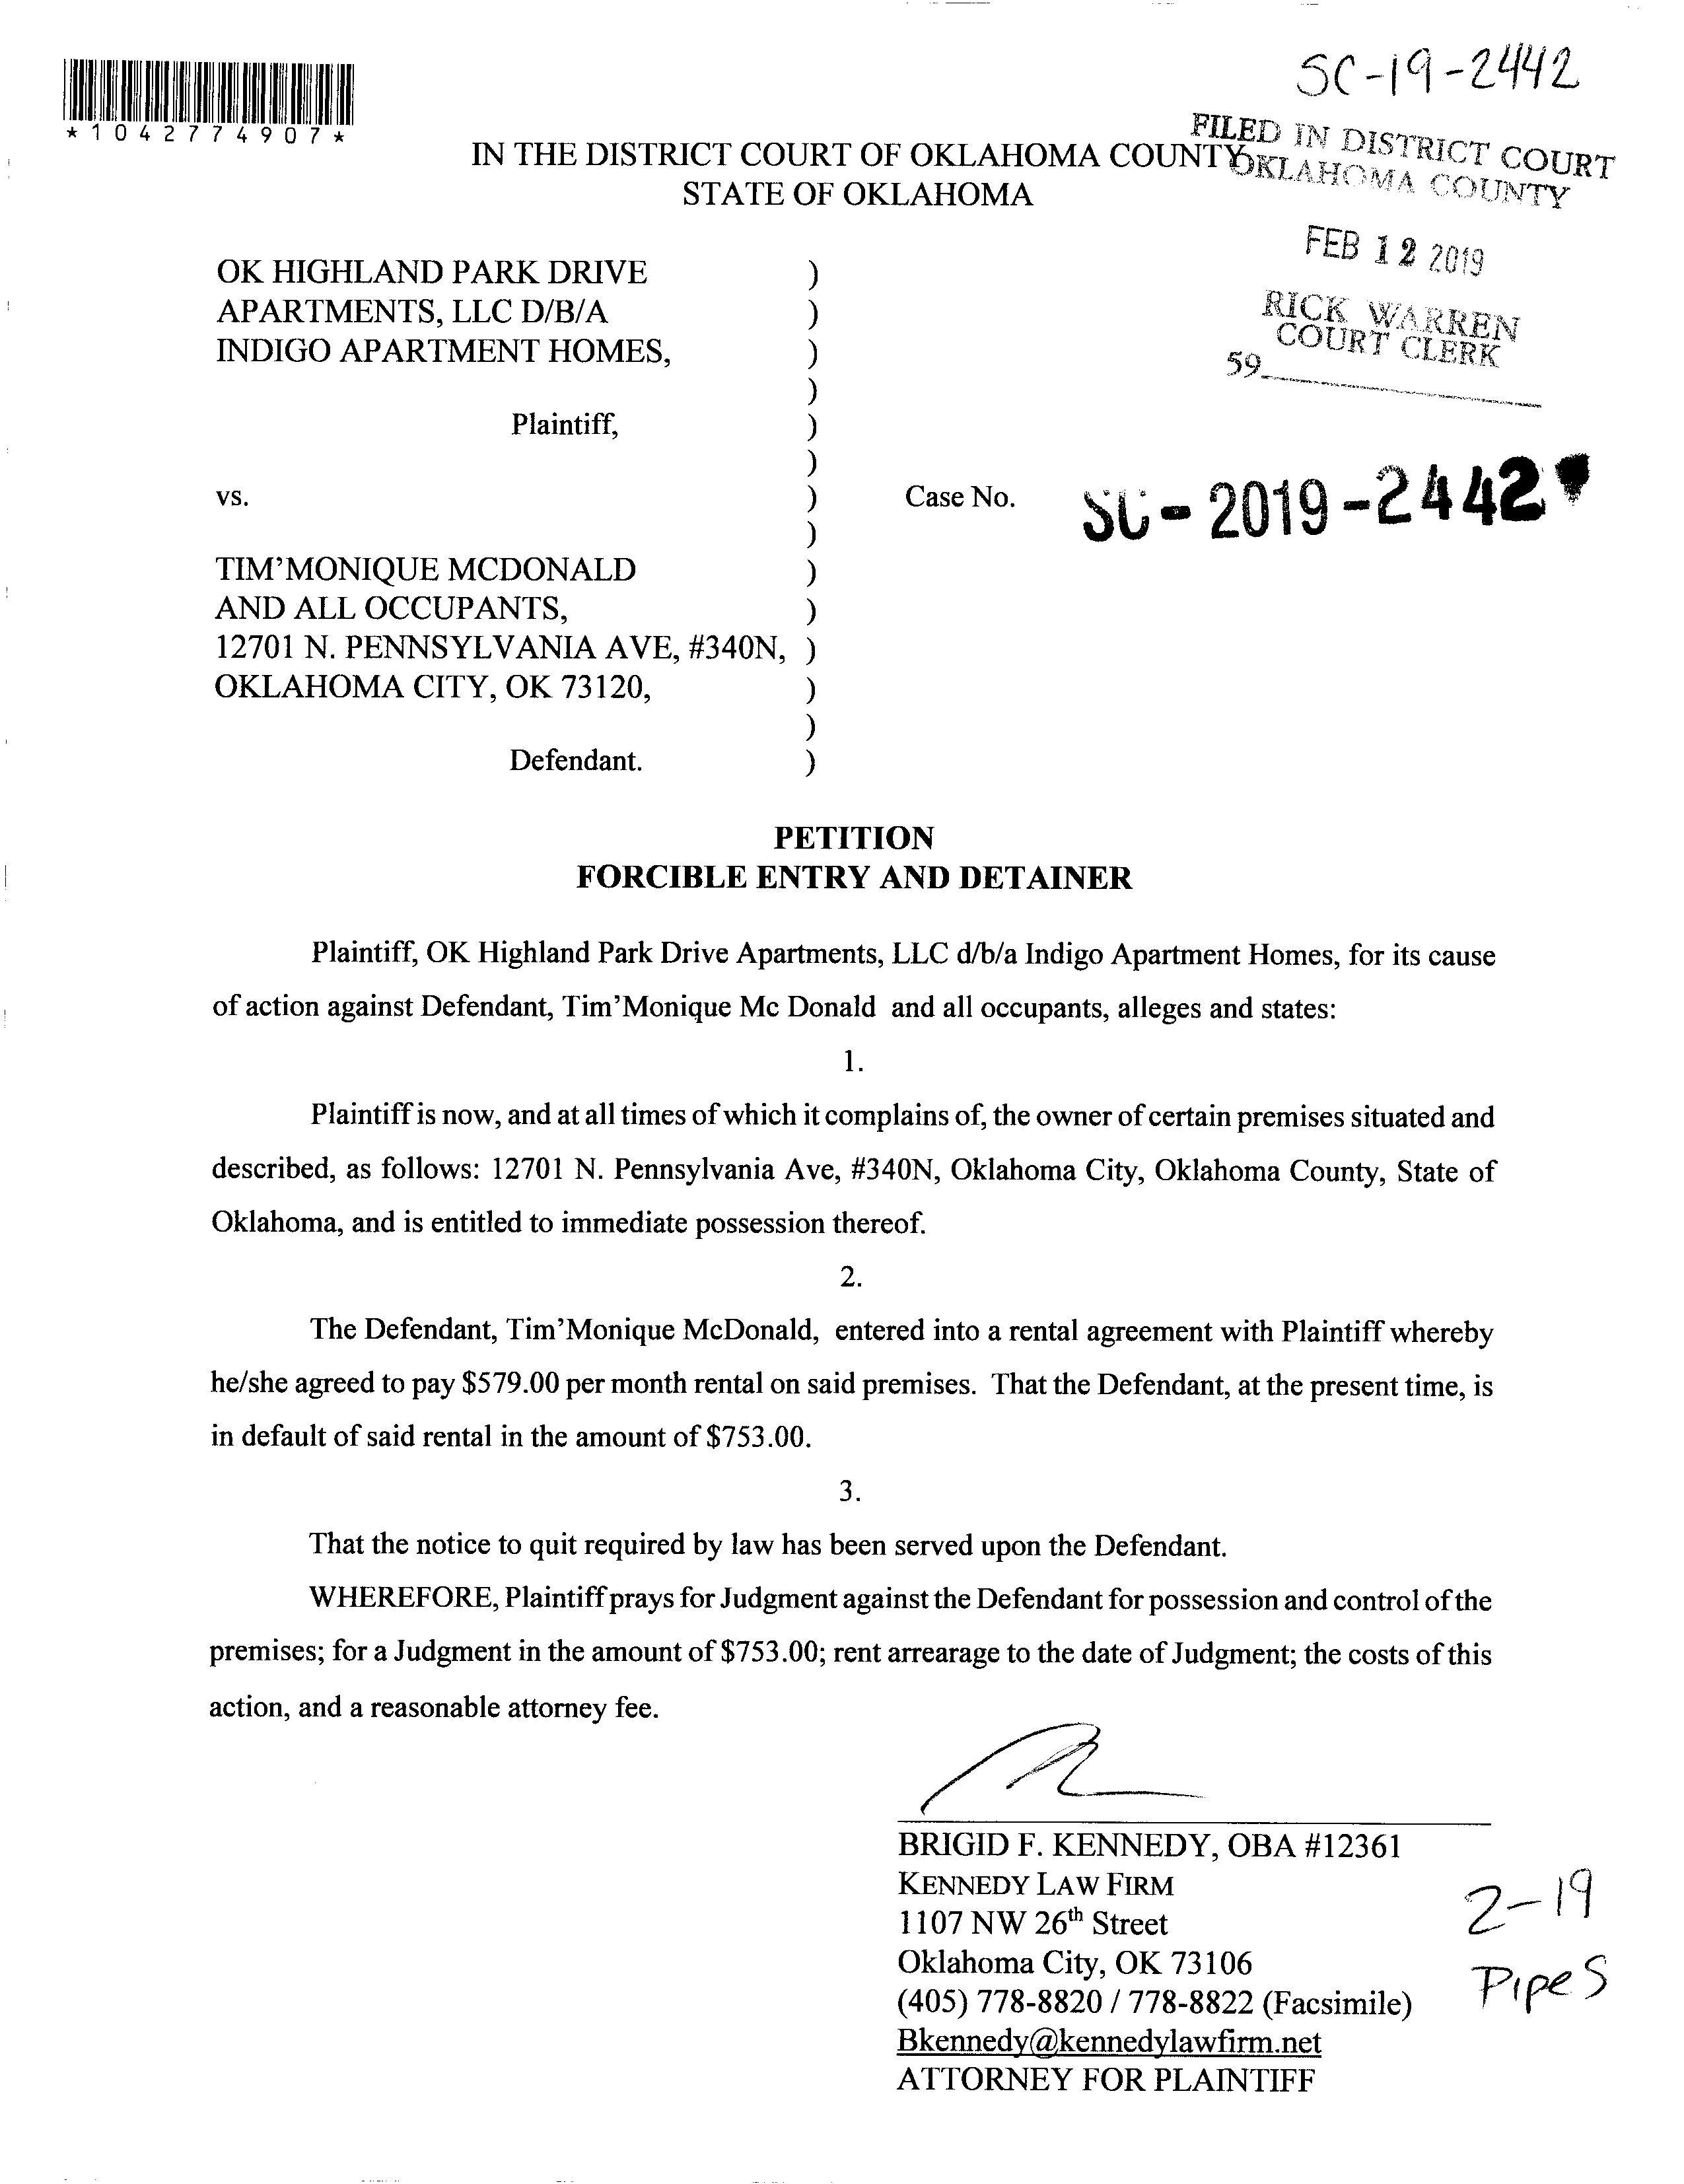 SC-19-2442
*1042774907*
FILED IN DISTRICT COURT
OKLAHOMA COUNTY
IN THE DISTRICT COURT OF OKLAHOMA COUNTY
STATE OF OKLAHOMA
FEB 12 2019
RICK WARREN
COURT CLERK
59
OK HIGHLAND PARK DRIVE )
APARTMENTS, LLC D/B/A )
INDIGO APARTMENT HOMES, )
)
Plaintiff, )
)
vs. ) Case No. SC-2019-2442
)
TIM'MONIQUE MCDONALD )
AND ALL OCCUPANTS, )
12701 N. PENNSYLVANIA AVE, #340N, )
OKLAHOMA CITY, OK 73120, )
)
Defendant. )
PETITION
FORCIBLE ENTRY AND DETAINER
Plaintiff, OK Highland Park Drive Apartments, LLC d/b/a Indigo Apartment Homes, for its cause
of action against Defendant, Tim'Monique Mc Donald and all occupants, alleges and states:
1.
Plaintiff is now, and at all times of which it complains of, the owner of certain premises situated and
described, as follows: 12701 N. Pennsylvania Ave, #340N, Oklahoma City, Oklahoma County, State of
Oklahoma, and is entitled to immediate possession thereof.
2.
The Defendant, Tim'Monique McDonald, entered into a rental agreement with Plaintiff whereby
he/she agreed to pay $579.00 per month rental on said premises. That the Defendant, at the present time, is
in default of said rental in the amount of $753.00.
3.
That the notice to quit required by law has been served upon the Defendant.
WHEREFORE, Plaintiff prays for Judgment against the Defendant for possession and control of the
premises; for a Judgment in the amount of $753.00; rent arrearage to the date of Judgment; the costs of this
action, and a reasonable attorney fee.
BRIGID F. KENNEDY, OBA #12361
KENNEDY LAW FIRM
1107 NW 26th Street
Oklahoma City, OK 73106
(405) 778-8820 / 778-8822 (Facsimile)
Bkennedy@kennedylawfirm.net
ATTORNEY FOR PLAINTIFF
2-19
Pipes